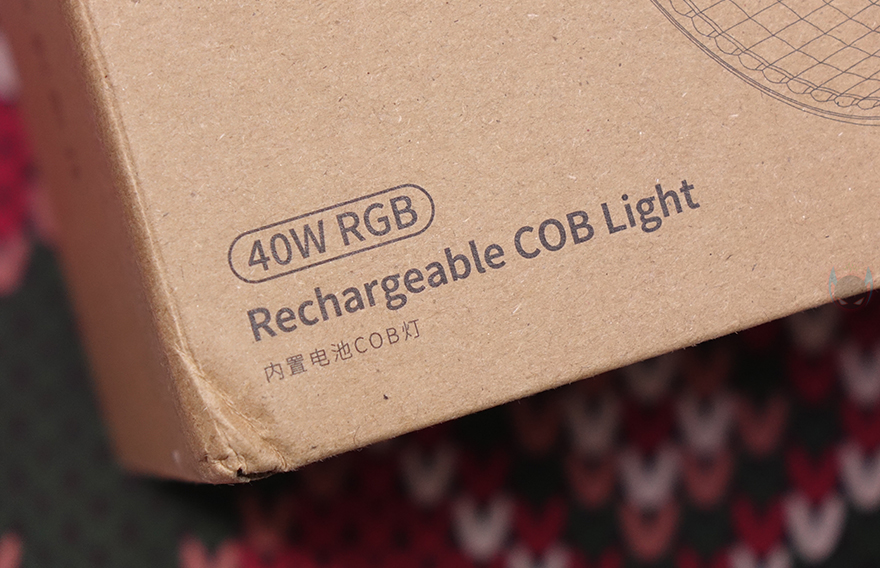 40W RGB
Rechargeable COB Light
内置电池COB灯